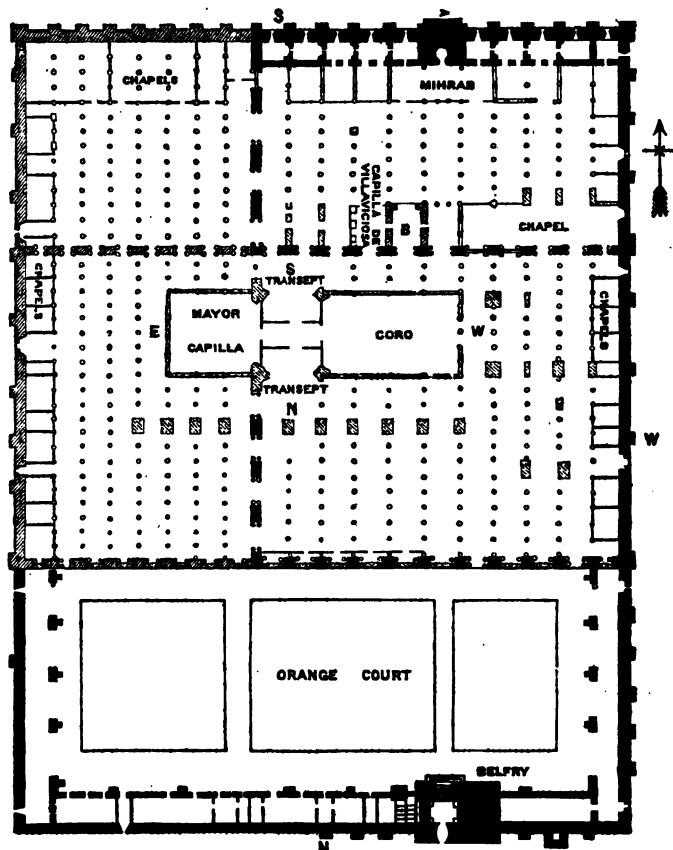 S
A
CHAPELS
MIHRAB
CAPILLA DE
VILLAVICIOSA
B
CHAPEL
S
TRANSEPT
CHAPELS
MAYOR
CAPILLA
E
CORO
W
CHAPELS
TRANSEPT
N
W
ORANGE COURT
BELFRY
N